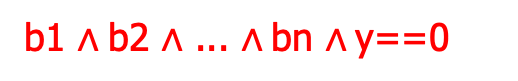 b1 ∧ b2 ∧ ... ∧ bn ∧ y==0